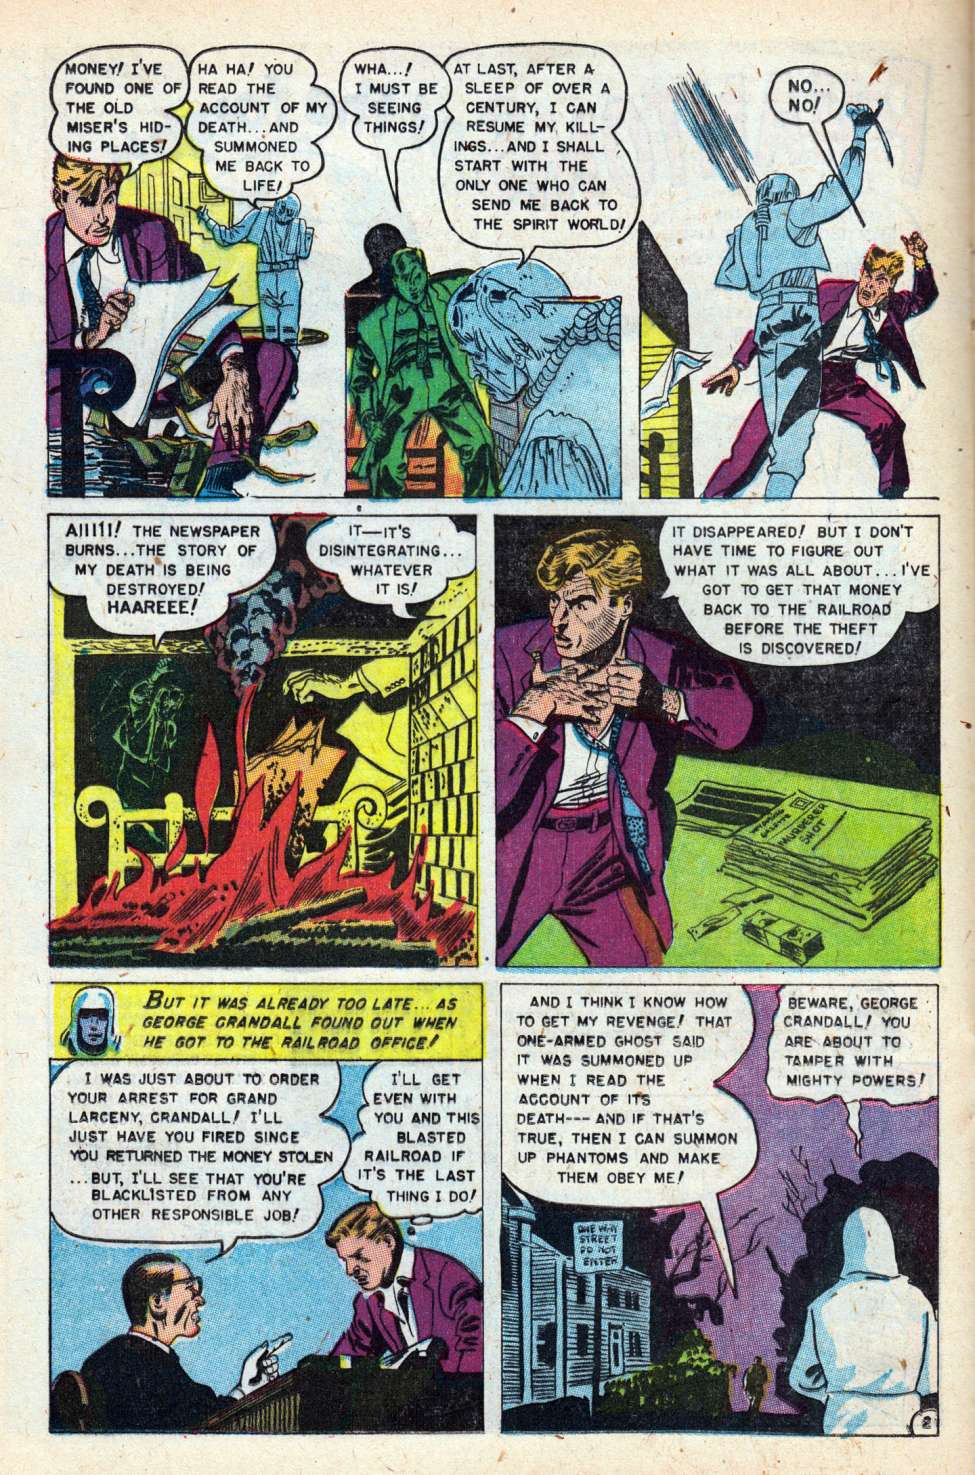 MONEY! I'VE
FOUND ONE OF
THE OLD
MISER'S HID-
ING PLACES!
HA HA! YOU
READ THE
ACCOUNT OF MY
DEATH...AND
SUMMONED
ME BACK TO
LIFE!
WHA...!
I MUST BE
SEEING
THINGS!
AT LAST, AFTER A
SLEEP OF OVER A
CENTURY, I CAN
RESUME MY KILL-
INGS...AND I SHALL
START WITH THE
ONLY ONE WHO CAN
SEND ME BACK TO
THE SPIRIT WORLD!
NO...
NO!
AIIIII! THE NEWSPAPER
BURNS...THE STORY OF
MY DEATH IS BEING
DESTROYED!
HAAREEE!
IT—IT'S
DISINTEGRATING...
WHATEVER
IT IS!
IT DISAPPEARED! BUT I DON'T
HAVE TIME TO FIGURE OUT
WHAT IT WAS ALL ABOUT...I'VE
GOT TO GET THAT MONEY
BACK TO THE RAILROAD
BEFORE THE THEFT
IS DISCOVERED!
MURDERER
SHOT
BUT IT WAS ALREADY TOO LATE... AS
GEORGE CRANDALL FOUND OUT WHEN
HE GOT TO THE RAILROAD OFFICE!
I WAS JUST ABOUT TO ORDER
YOUR ARREST FOR GRAND
LARCENY, CRANDALL! I'LL
JUST HAVE YOU FIRED SINCE
YOU RETURNED THE MONEY STOLEN
...BUT, I'LL SEE THAT YOU'RE
BLACKLISTED FROM ANY
OTHER RESPONSIBLE JOB!
I'LL GET
EVEN WITH
YOU AND THIS
BLASTED
RAILROAD IF
IT'S THE LAST
THING I DO!
AND I THINK I KNOW HOW
TO GET MY REVENGE! THAT
ONE-ARMED GHOST SAID
IT WAS SUMMONED UP
WHEN I READ THE
ACCOUNT OF ITS
DEATH--- AND IF THAT'S
TRUE, THEN I CAN SUMMON
UP PHANTOMS AND MAKE
THEM OBEY ME!
BEWARE, GEORGE
CRANDALL! YOU
ARE ABOUT TO
TAMPER WITH
MIGHTY POWERS!
ONE WAY
STREET
DO NOT
ENTER
2